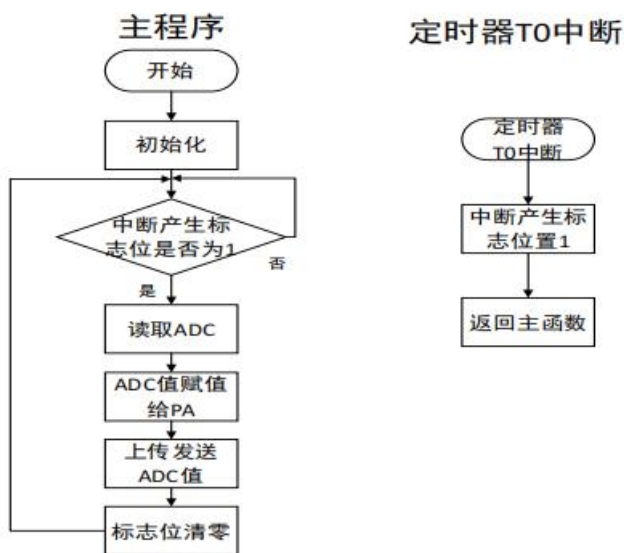 主程序
定时器T0中断
开始
初始化
中断产生标
志位是否为1
否
是
读取ADC
ADC值赋值
给PA
上传发送
ADC值
标志位清零
定时器
T0中断
中断产生标
志位置1
返回主函数